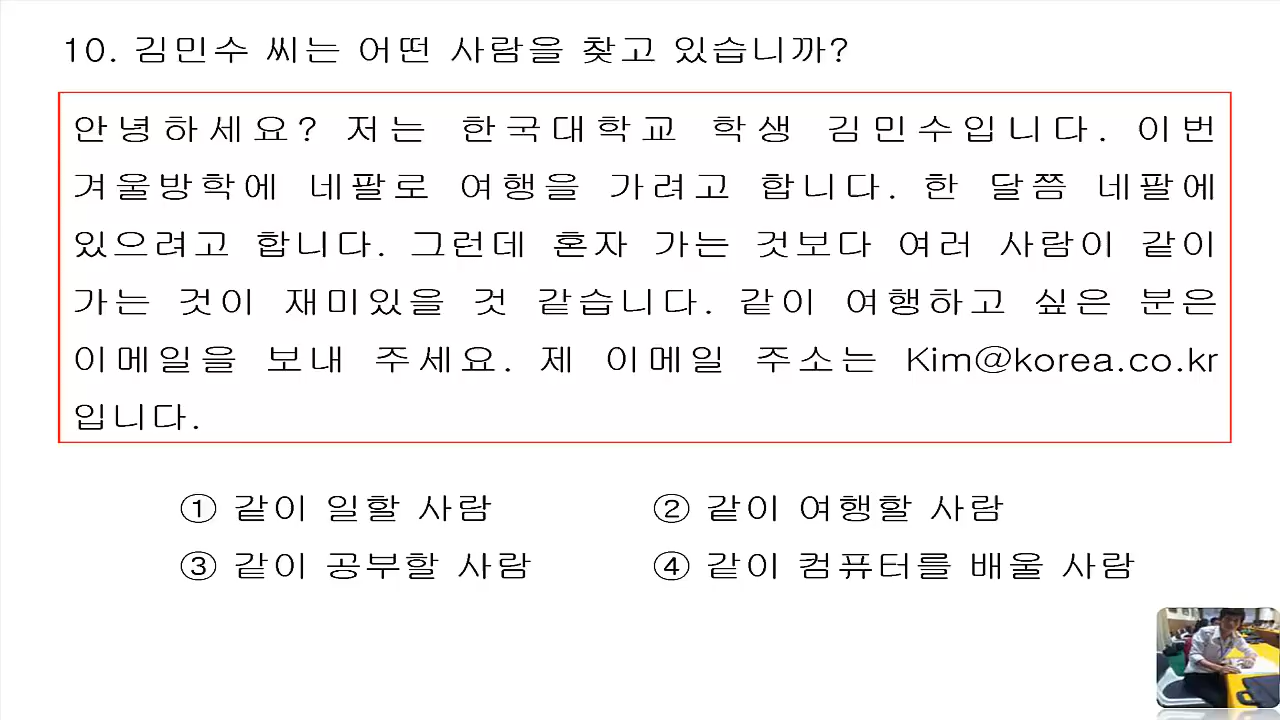 10. 김민수 씨는 어떤 사람을 찾고 있습니까?
안녕하세요? 저는 한국대학교 학생 김민수입니다. 이번
겨울방학에 네팔로 여행을 가려고 합니다. 한 달쯤 네팔에
있으려고 합니다. 그런데 혼자 가는 것보다 여러 사람이 같이
가는 것이 재미있을 것 같습니다. 같이 여행하고 싶은 분은
이메일을 보내 주세요. 제 이메일 주소는 Kim@korea.co.kr
입니다.
① 같이 일할 사람 ② 같이 여행할 사람
③ 같이 공부할 사람 ④ 같이 컴퓨터를 배울 사람